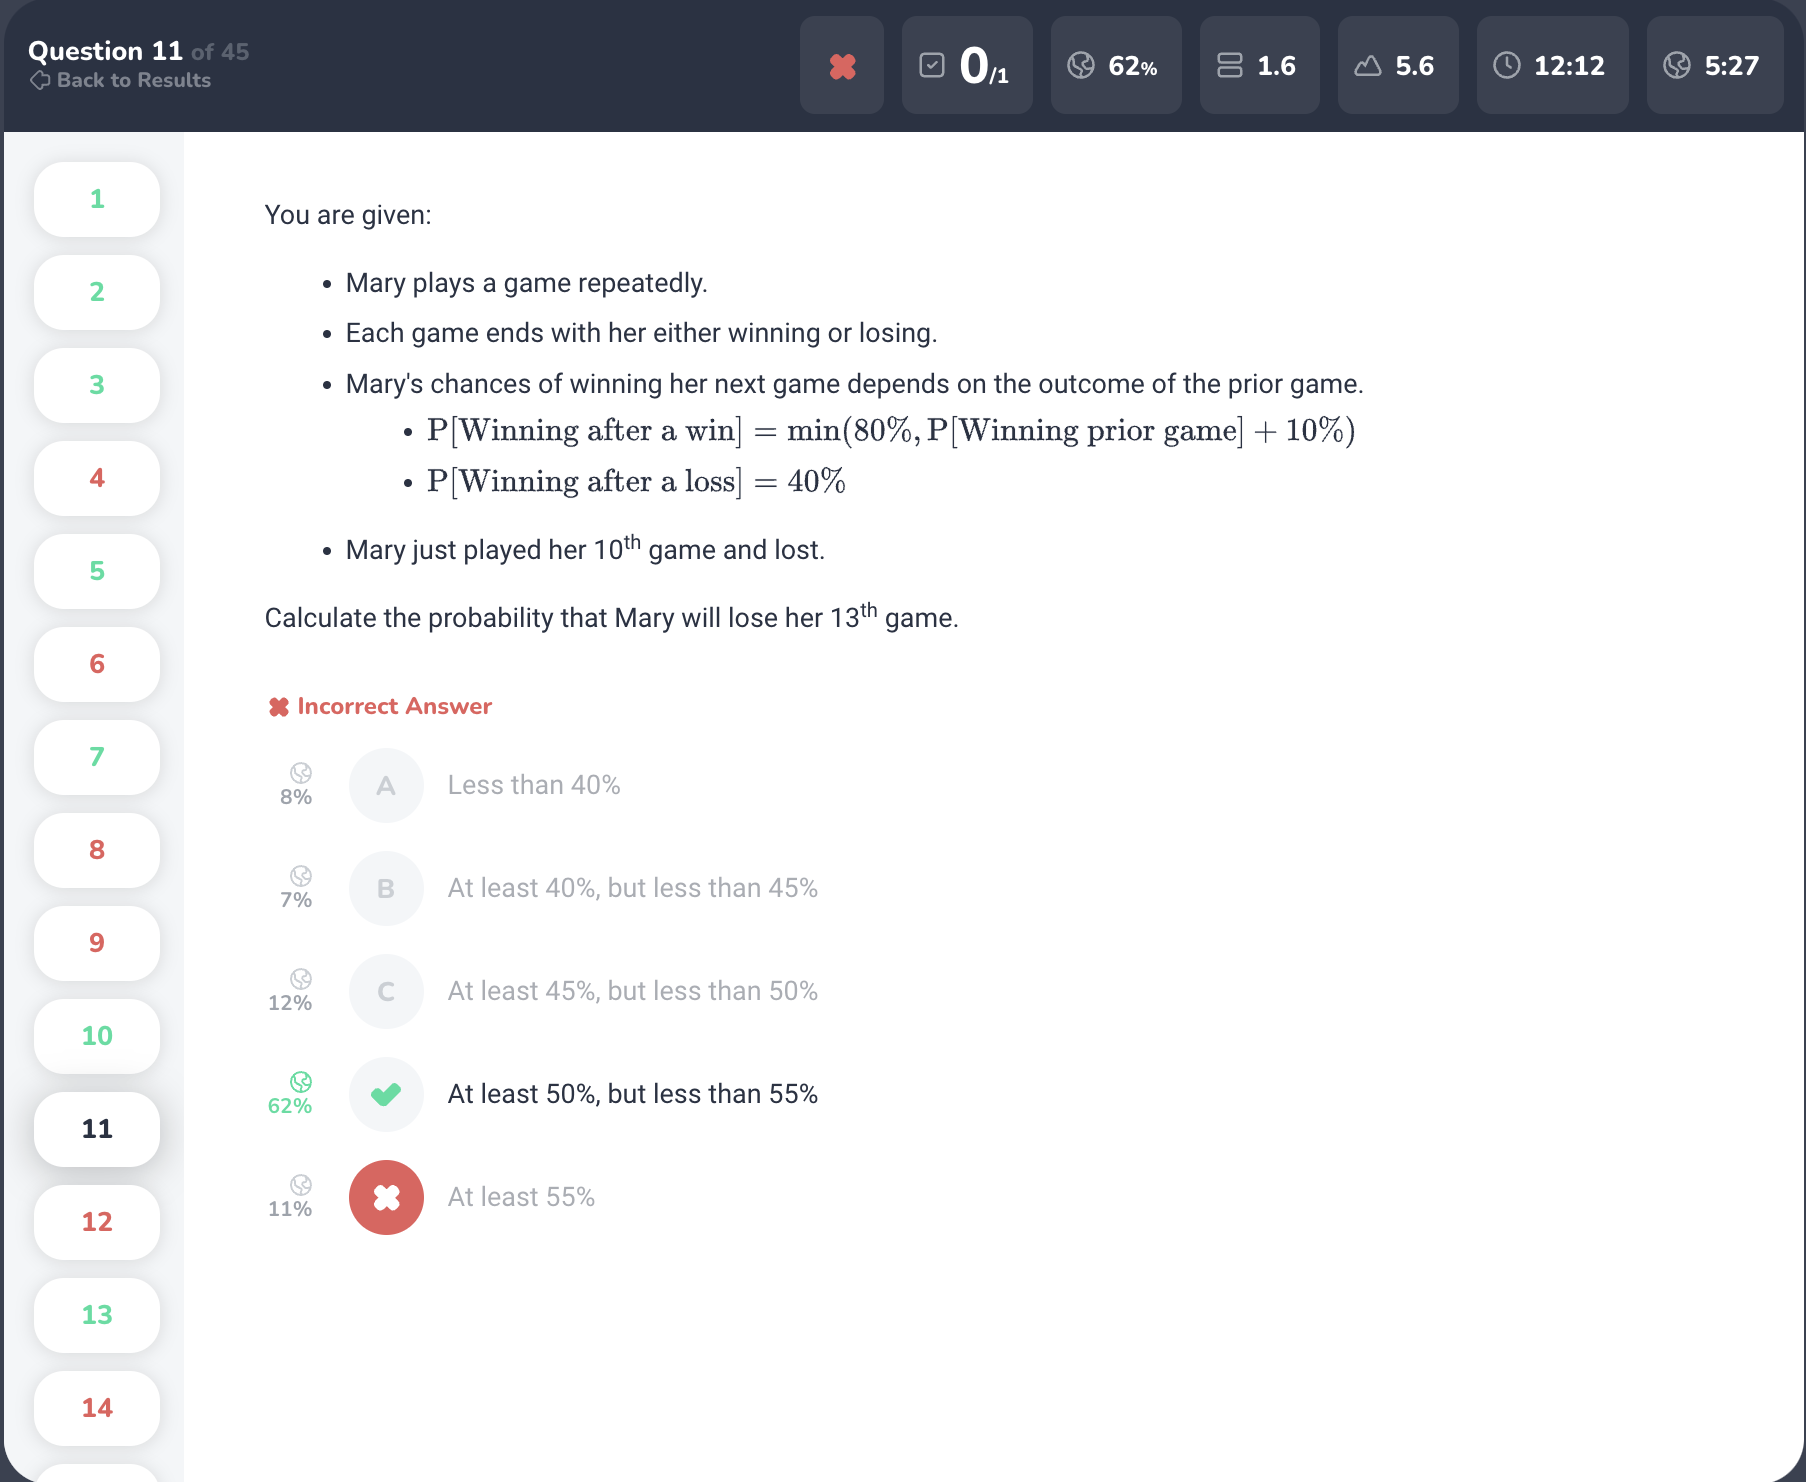 Question 11 of 45
Back to Results
0/1
62%
1.6
5.6
12:12
5:27
1
2
3
4
5
6
7
8
9
10
11
12
13
14
You are given:
• Mary plays a game repeatedly.
• Each game ends with her either winning or losing.
• Mary's chances of winning her next game depends on the outcome of the prior game.
• P[Winning after a win] = min(80%, P[Winning prior game] + 10%)
• P[Winning after a loss] = 40%
• Mary just played her 10th game and lost.
Calculate the probability that Mary will lose her 13th game.
Incorrect Answer
8% A Less than 40%
7% B At least 40%, but less than 45%
12% C At least 45%, but less than 50%
62% At least 50%, but less than 55%
11% At least 55%